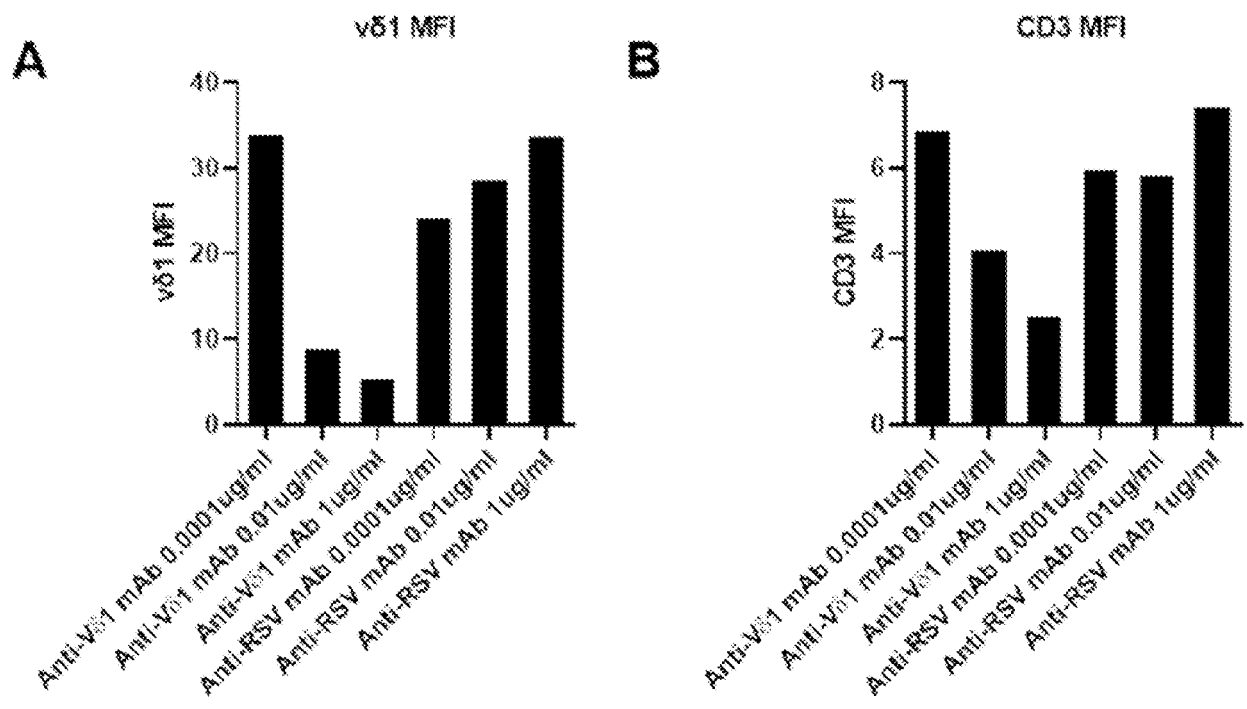 A
vδ1 MFI
vδ1 MFI
40
30
20
10
0
Anti-Vδ1 mAb 0.0001ug/ml
Anti-Vδ1 mAb 0.01ug/ml
Anti-Vδ1 mAb 1ug/ml
Anti-RSV mAb 0.0001ug/ml
Anti-RSV mAb 0.01ug/ml
Anti-RSV mAb 1ug/ml
B
CD3 MFI
CD3 MFI
8
6
4
2
0
Anti-Vδ1 mAb 0.0001ug/ml
Anti-Vδ1 mAb 0.01ug/ml
Anti-Vδ1 mAb 1ug/ml
Anti-RSV mAb 0.0001ug/ml
Anti-RSV mAb 0.01ug/ml
Anti-RSV mAb 1ug/ml